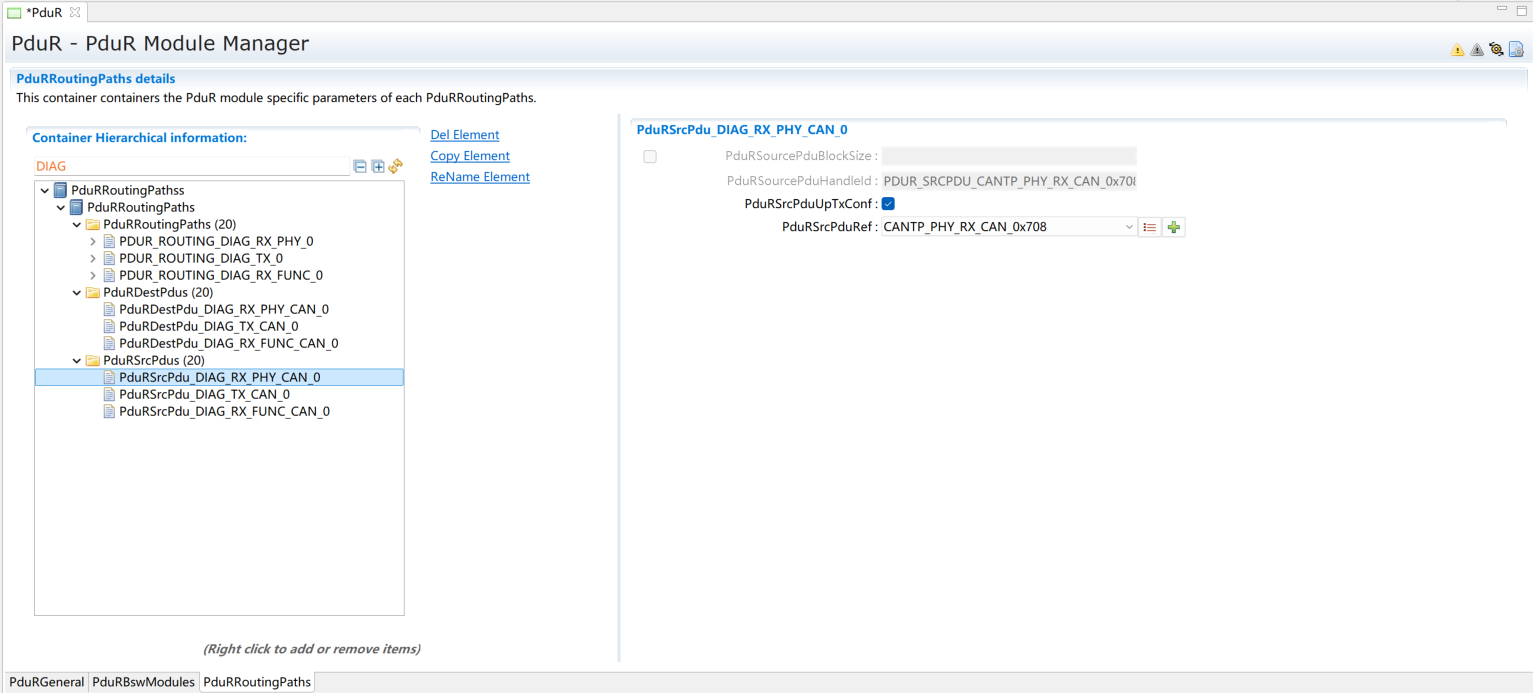 *PduR
PduR - PduR Module Manager
PduRRoutingPaths details
This container containers the PduR module specific parameters of each PduRRoutingPaths.
Container Hierarchical information:
DIAG
PduRRoutingPathss
PduRRoutingPaths
PduRRoutingPaths (20)
PDUR_ROUTING_DIAG_RX_PHY_0
PDUR_ROUTING_DIAG_TX_0
PDUR_ROUTING_DIAG_RX_FUNC_0
PduRDestPdus (20)
PduRDestPdu_DIAG_RX_PHY_CAN_0
PduRDestPdu_DIAG_TX_CAN_0
PduRDestPdu_DIAG_RX_FUNC_CAN_0
PduRSrcPdus (20)
PduRSrcPdu_DIAG_RX_PHY_CAN_0
PduRSrcPdu_DIAG_TX_CAN_0
PduRSrcPdu_DIAG_RX_FUNC_CAN_0
(Right click to add or remove items)
Del Element
Copy Element
ReName Element
PduRSrcPdu_DIAG_RX_PHY_CAN_0
PduRSourcePduBlockSize :
PduRSourcePduHandleId : PDUR_SRCPDU_CANTP_PHY_RX_CAN_0x708
PduRSrcPduUpTxConf :
PduRSrcPduRef : CANTP_PHY_RX_CAN_0x708
PduRGeneral PduRBswModules PduRRoutingPaths